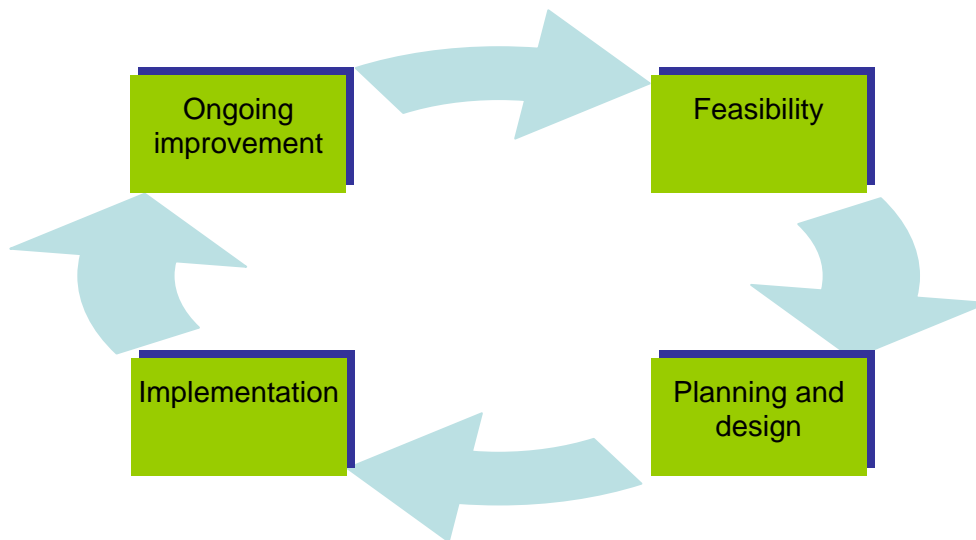 Ongoing
improvement
Feasibility
Implementation
Planning and
design